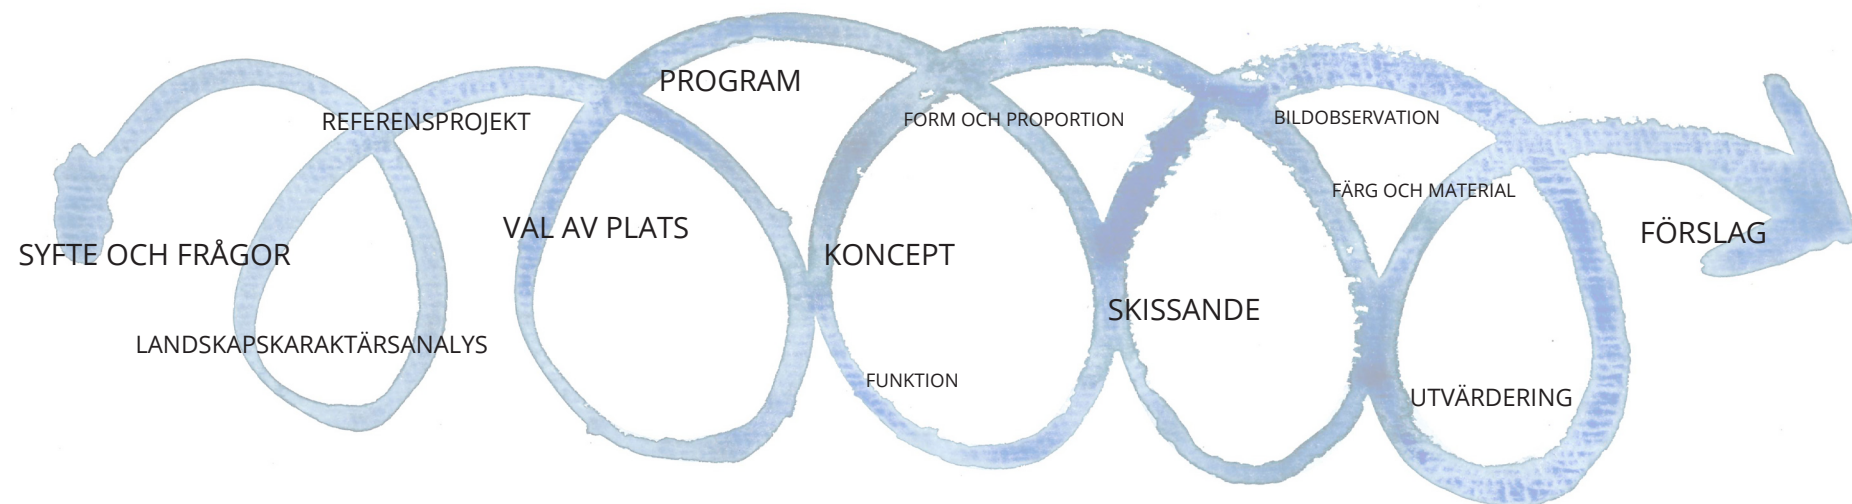 SYFTE OCH FRÅGOR
LANDSKAPSKARAKTÄRSANALYS
REFERENSPROJEKT
VAL AV PLATS
PROGRAM
KONCEPT
FUNKTION
FORM OCH PROPORTION
SKISSANDE
BILDOBSERVATION
FÄRG OCH MATERIAL
UTVÄRDERING
FÖRSLAG